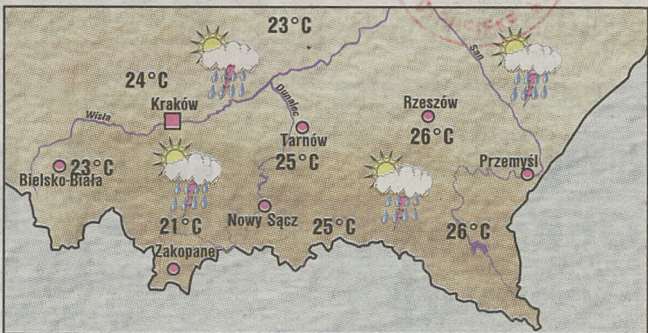 23°C
24°C
Kraków
Wisła
Dunajec
San
Rzeszów
26°C
Tarnów
25°C
Przemyśl
23°C
Bielsko-Biała
21°C
Nowy Sącz
25°C
26°C
Zakopane